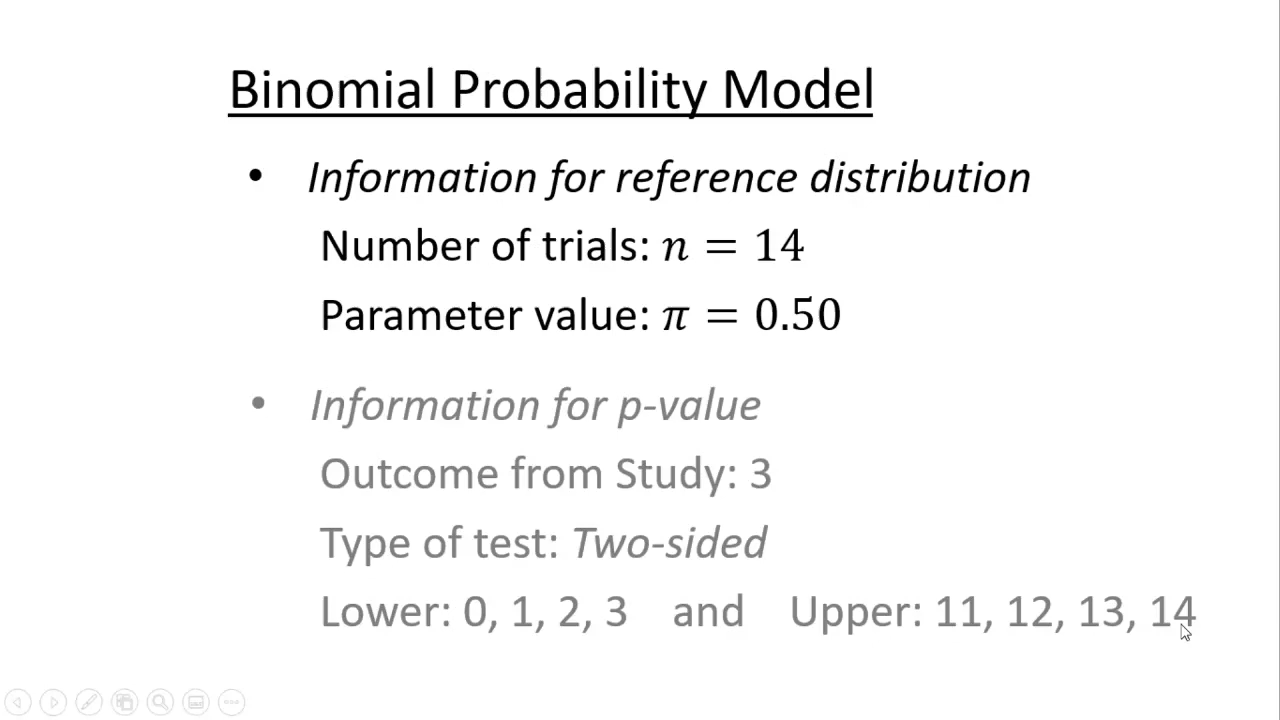 Binomial Probability Model
• Information for reference distribution
Number of trials: n = 14
Parameter value: π = 0.50
• Information for p-value
Outcome from Study: 3
Type of test: Two-sided
Lower: 0, 1, 2, 3 and Upper: 11, 12, 13, 14